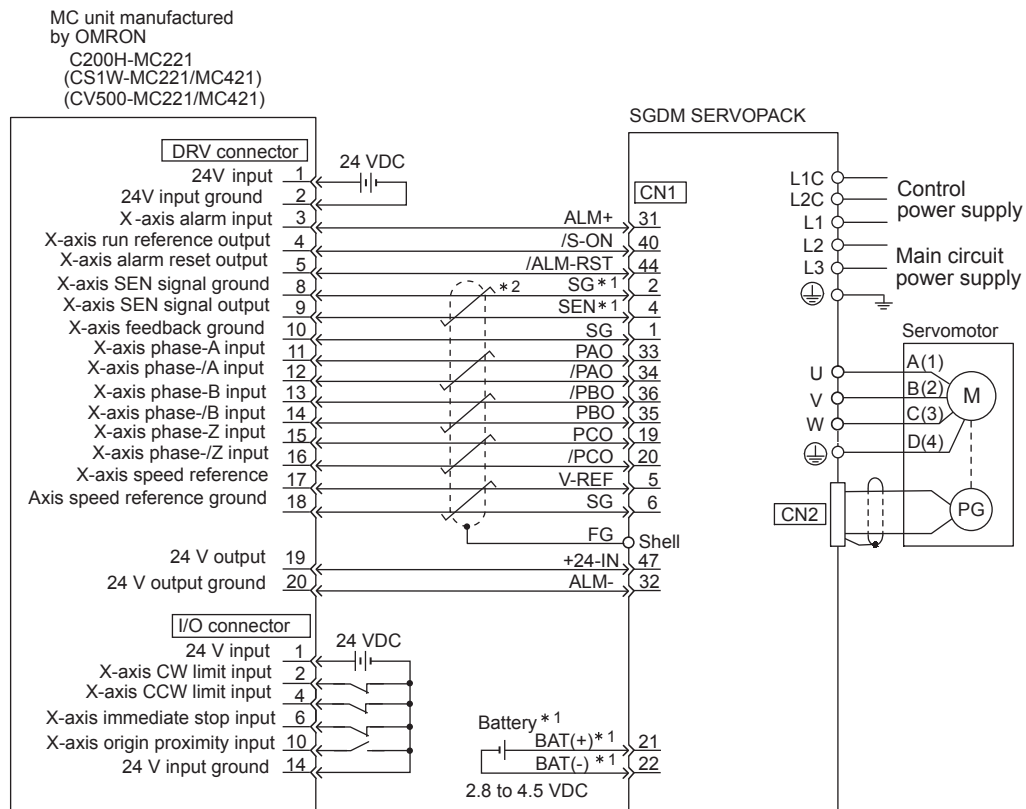 MC unit manufactured
by OMRON
C200H-MC221
(CS1W-MC221/MC421)
(CV500-MC221/MC421)
SGDM SERVOPACK
DRV connector
24 VDC
CN1
24V input 1
24V input ground 2
X-axis alarm input 3 ALM+ 31
X-axis run reference output 4 /S-ON 40
X-axis alarm reset output 5 /ALM-RST 44
X-axis SEN signal ground 8 *2 SG*1 2
X-axis SEN signal output 9 SEN*1 4
X-axis feedback ground 10 SG 1
X-axis phase-A input 11 PAO 33
X-axis phase-/A input 12 /PAO 34
X-axis phase-B input 13 /PBO 36
X-axis phase-/B input 14 PBO 35
X-axis phase-Z input 15 PCO 19
X-axis phase-/Z input 16 /PCO 20
X-axis speed reference 17 V-REF 5
Axis speed reference ground 18 SG 6
FG Shell
24 V output 19 +24-IN 47
24 V output ground 20 ALM- 32
I/O connector
24 VDC
24 V input 1
X-axis CW limit input 2
X-axis CCW limit input 4
X-axis immediate stop input 6
X-axis origin proximity input 10
24 V input ground 14
Battery *1
BAT(+)*1 21
BAT(-) *1 22
2.8 to 4.5 VDC
L1C
L2C
Control
power supply
L1
L2
L3
Main circuit
power supply
Servomotor
U A(1)
V B(2)
W C(3)
D(4)
M
CN2
PG